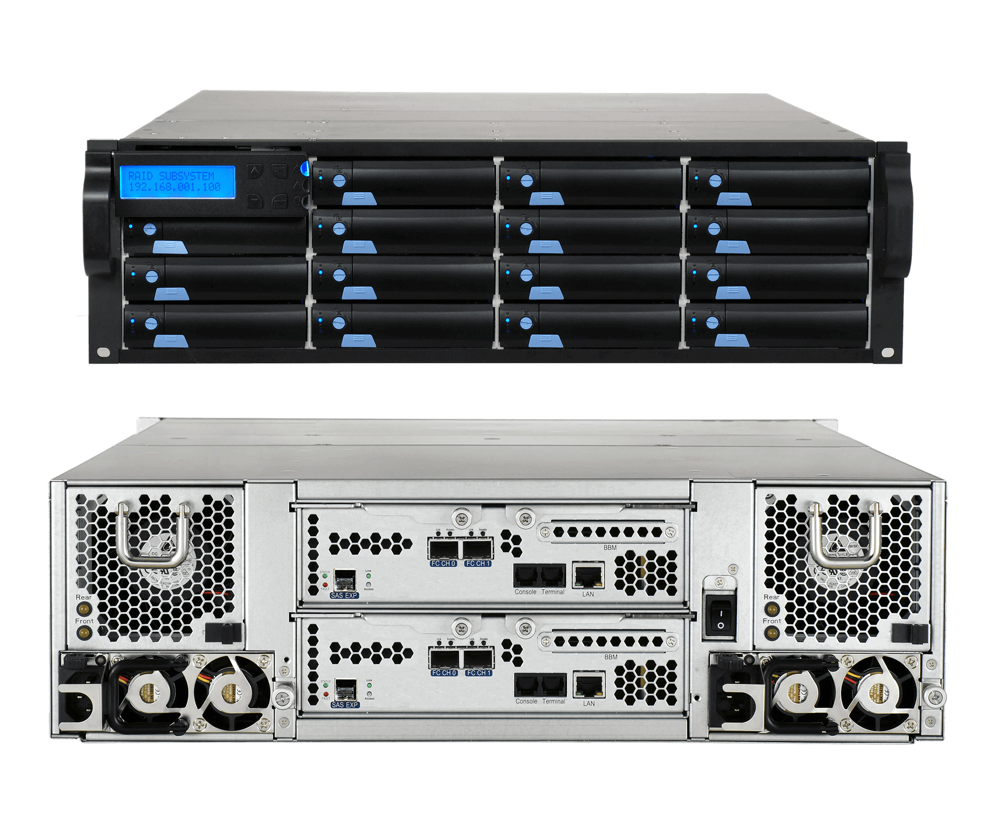 RAID SUBSYSTEM
192.168.001.100
ESC
Link Access Link Access
BBM
FC CH 0 FC CH 1
STATUS
FAULT
Link
Access
SAS EXP
Console Terminal LAN
Rear
Front
Rear
Front
Link Access Link Access
BBM
FC CH 0 FC CH 1
STATUS
FAULT
Link
Access
SAS EXP
Console Terminal LAN